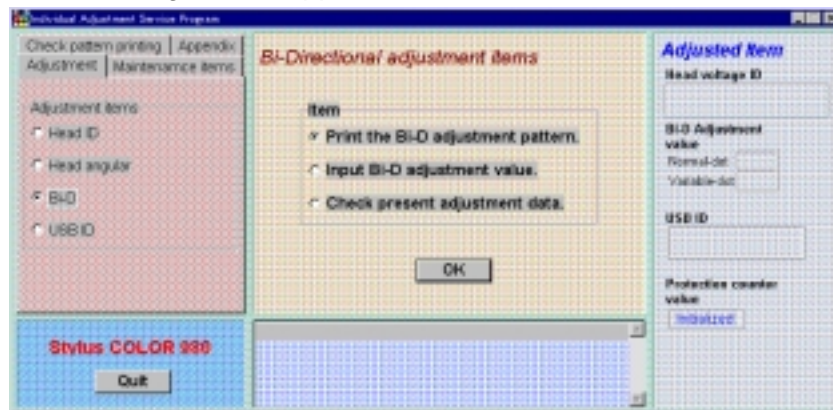 Individual Adjustment Service Program
Check pattern printing
Appendix
Adjustment
Maintenamce items
Adjustment items
Head ID
Head angular
Bi-D
USB ID
Bi-Directional adjustment items
Item
Print the Bi-D adjustment pattern.
Input Bi-D adjustment value.
Check present adjustment data.
OK
Adjusted Item
Head voltage ID
Bi-D Adjustment
value
Normal-dot
Variable-dot
USB ID
Protection counter
value
Initialized
Stylus COLOR 980
Quit